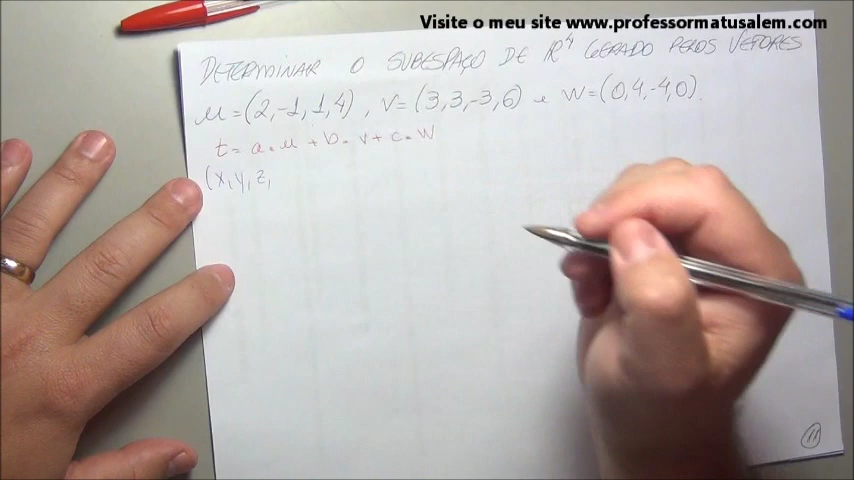 Visite o meu site www.professormatusalem.com
DETERMINAR O SUBESPAÇO DE R⁴ GERADO PELOS VETORES
u=(2,-1,1,4), v=(3,3,-3,6) e w=(0,4,-4,0).
t= a.u + b.v + c.w
(x,y,z,
11